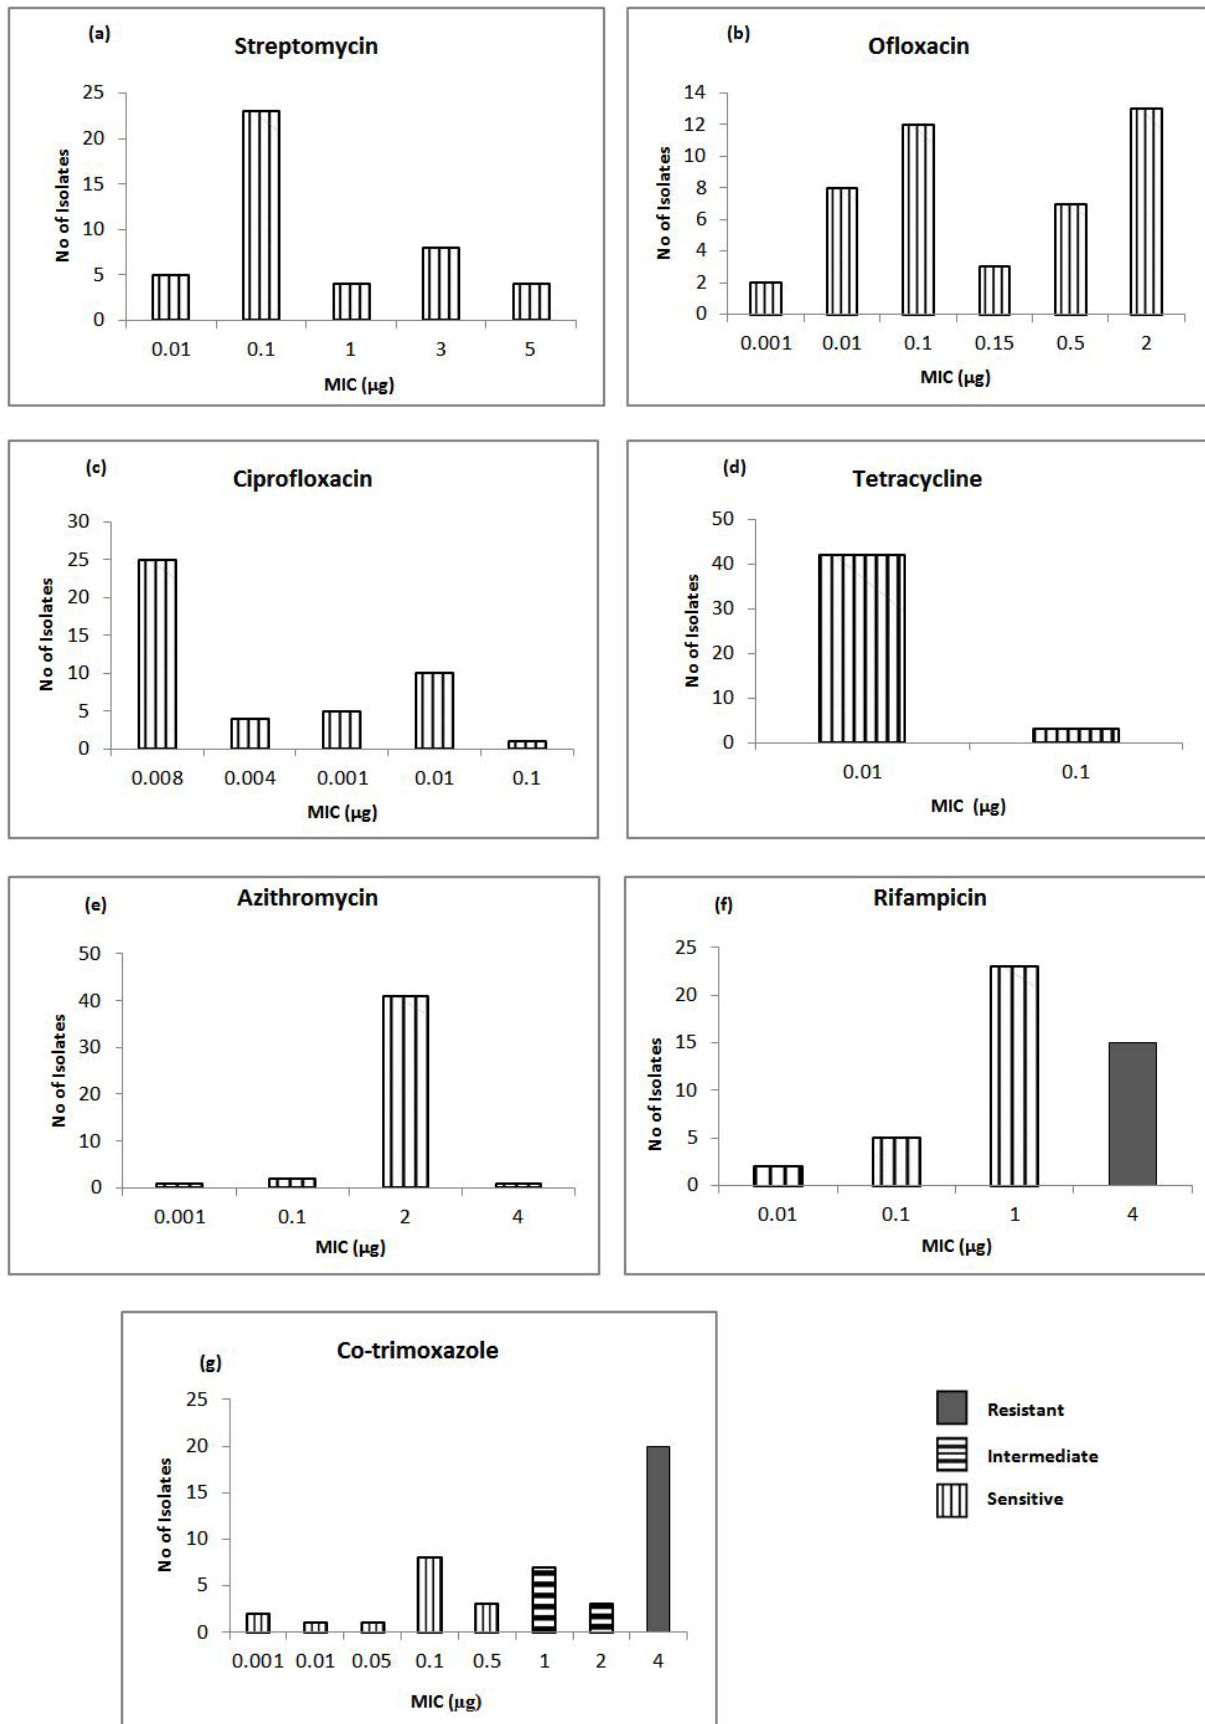 (a)
Streptomycin
25
20
15
10
5
0
No of Isolates
0.01 0.1 1 3 5
MIC (µg)
(b)
Ofloxacin
14
12
10
8
6
4
2
0
No of Isolates
0.001 0.01 0.1 0.15 0.5 2
MIC (µg)
(c)
Ciprofloxacin
30
25
20
15
10
5
0
No of Isolates
0.008 0.004 0.001 0.01 0.1
MIC (µg)
(d)
Tetracycline
50
40
30
20
10
0
No of Isolates
0.01 0.1
MIC (µg)
(e)
Azithromycin
50
40
30
20
10
0
No of Isolates
0.001 0.1 2 4
MIC (µg)
(f)
Rifampicin
25
20
15
10
5
0
No of Isolates
0.01 0.1 1 4
MIC (µg)
(g)
Co-trimoxazole
25
20
15
10
5
0
No of Isolates
0.001 0.01 0.05 0.1 0.5 1 2 4
MIC (µg)
Resistant
Intermediate
Sensitive